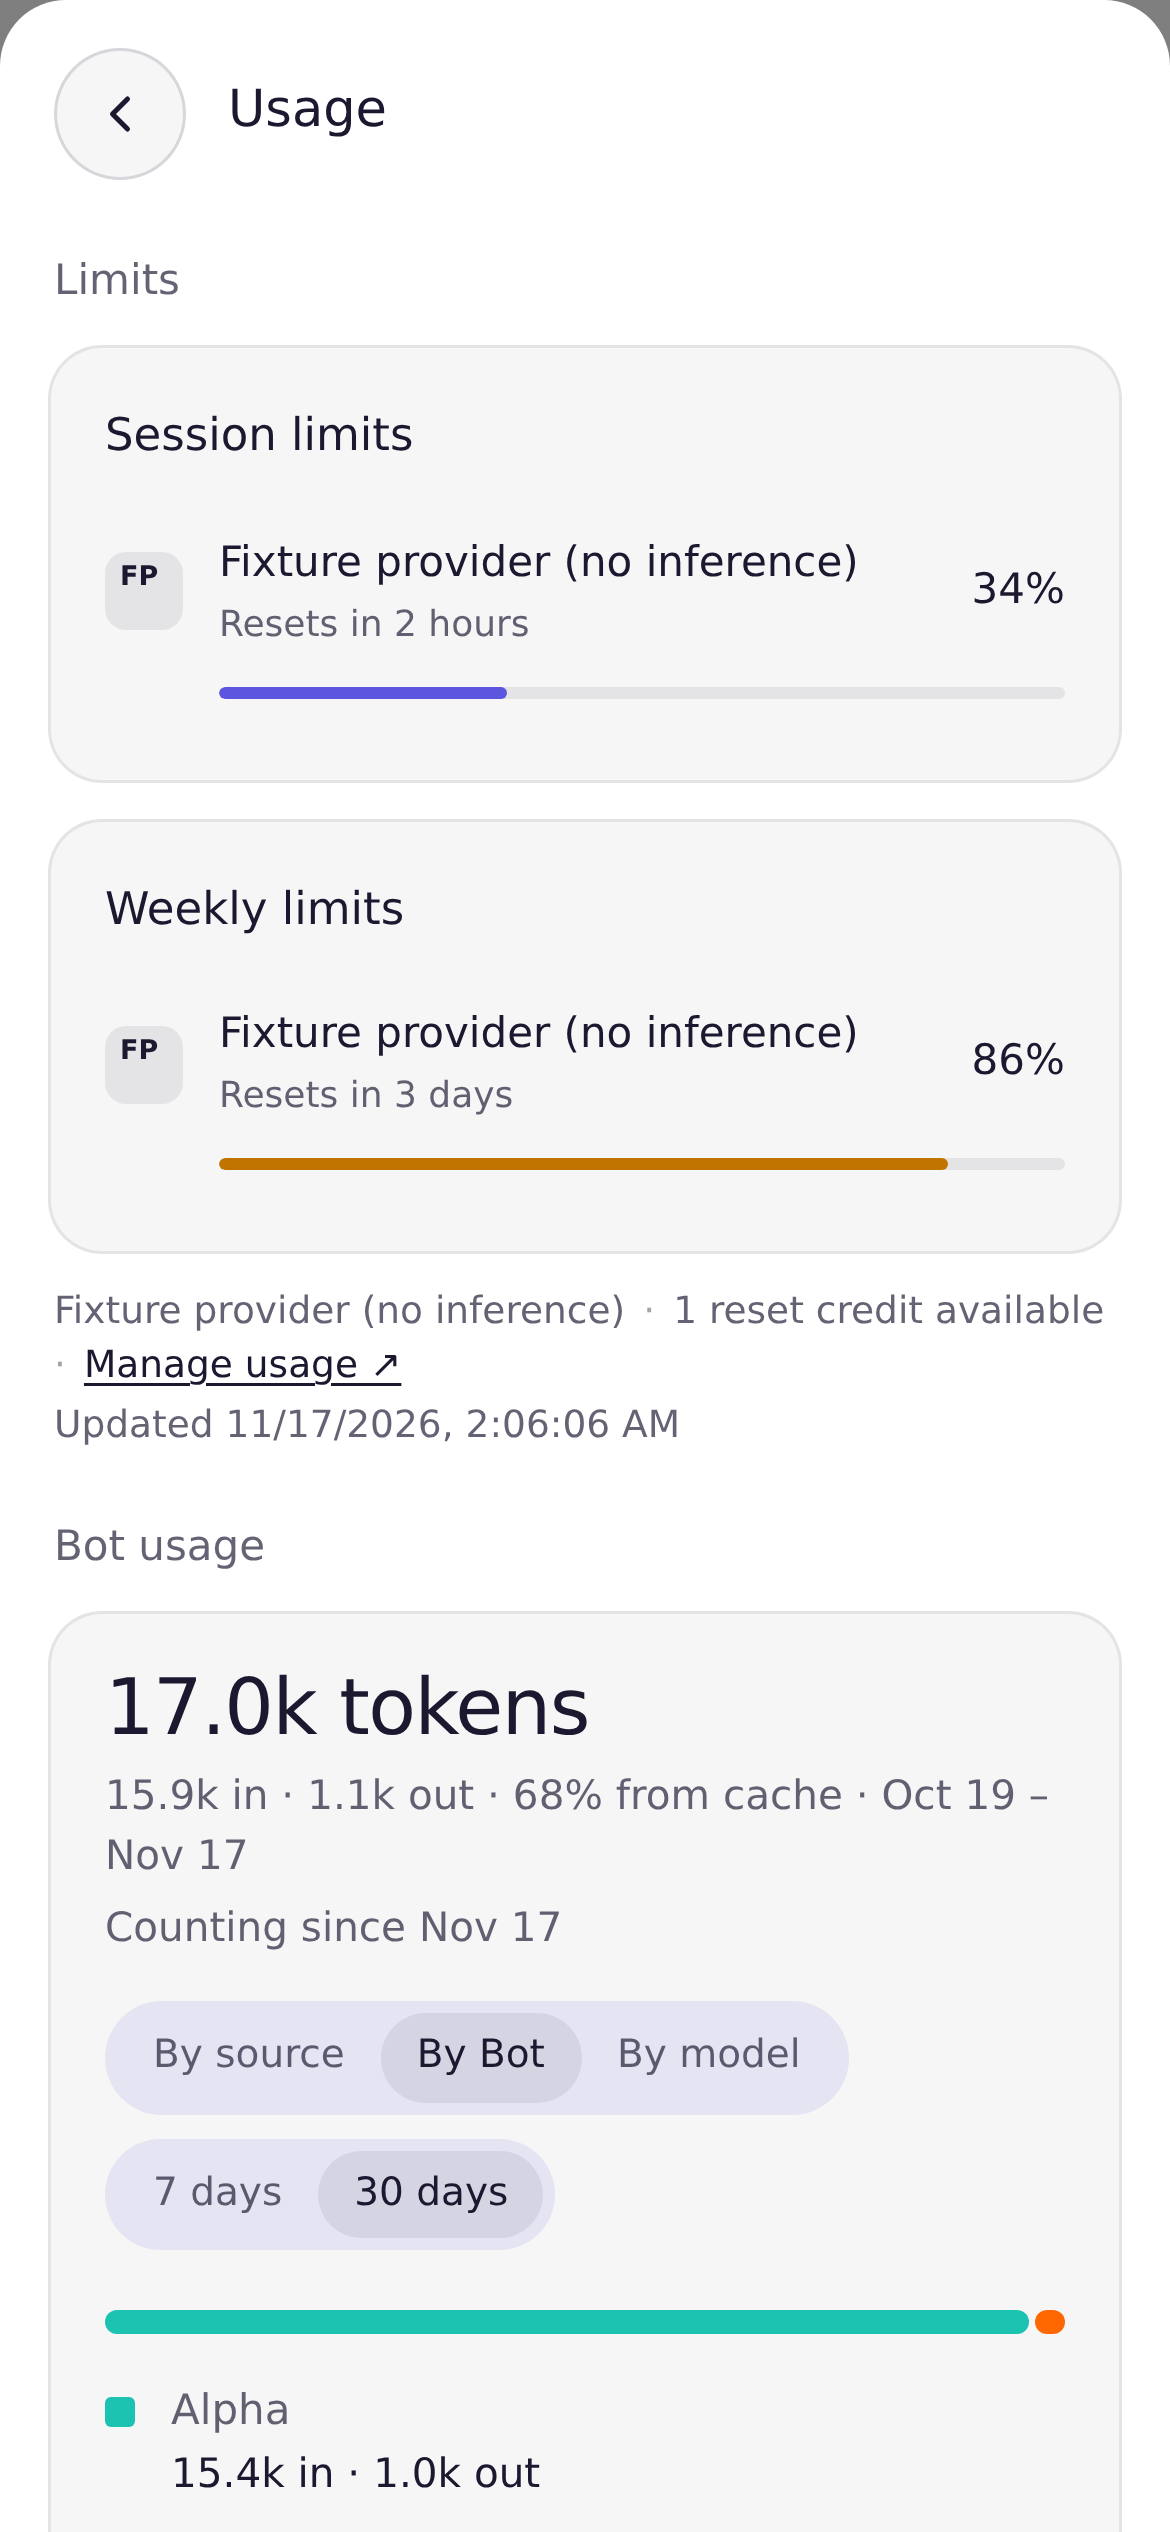 Usage
Limits
Session limits
FP
Fixture provider (no inference)
34%
Resets in 2 hours
Weekly limits
FP
Fixture provider (no inference)
86%
Resets in 3 days
Fixture provider (no inference) · 1 reset credit available
· Manage usage ↗
Updated 11/17/2026, 2:06:06 AM
Bot usage
17.0k tokens
15.9k in · 1.1k out · 68% from cache · Oct 19 –
Nov 17
Counting since Nov 17
By source By Bot By model
7 days 30 days
Alpha
15.4k in · 1.0k out